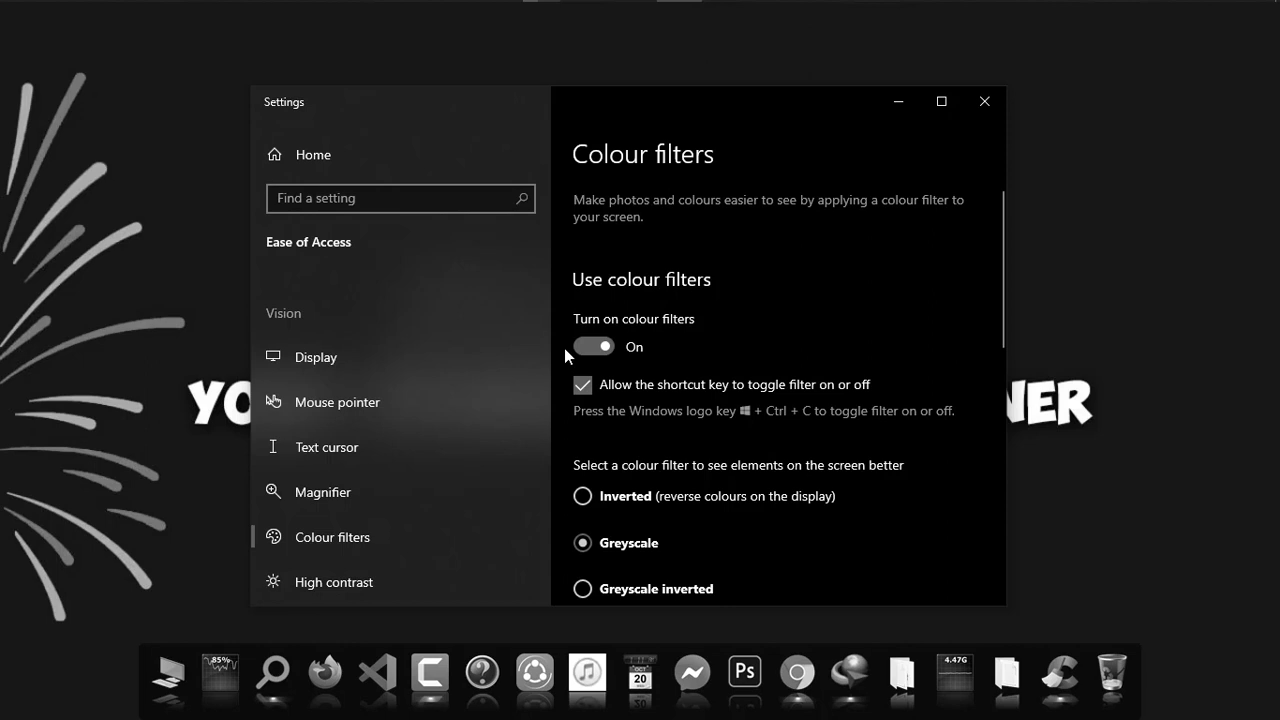 Settings
Home
Find a setting
Ease of Access
Vision
Display
Mouse pointer
Text cursor
Magnifier
Colour filters
High contrast
Colour filters
Make photos and colours easier to see by applying a colour filter to
your screen.
Use colour filters
Turn on colour filters
On
Allow the shortcut key to toggle filter on or off
Press the Windows logo key + Ctrl + C to toggle filter on or off.
Select a colour filter to see elements on the screen better
Inverted (reverse colours on the display)
Greyscale
Greyscale inverted
YO
NER
85%
OCT
20
SO
Ps
4.47G